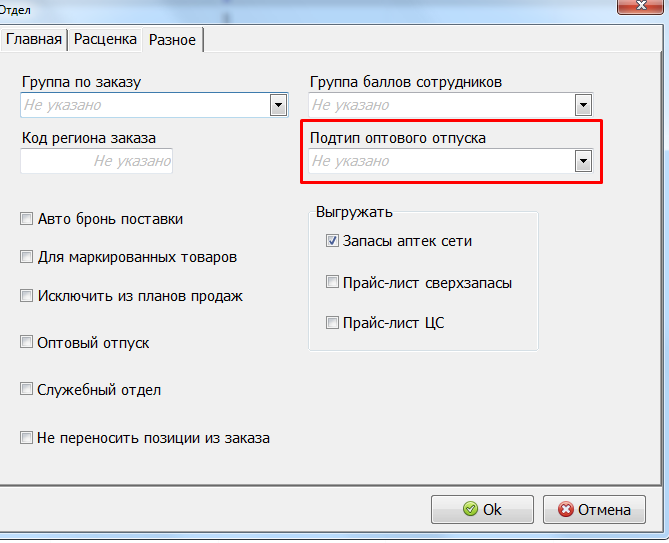 Отдел
Главная Расценка Разное
Группа по заказу Группа баллов сотрудников
Не указано Не указано
Код региона заказа Подтип оптового отпуска
Не указано Не указано
Авто бронь поставки
Для маркированных товаров
Исключить из планов продаж
Оптовый отпуск
Служебный отдел
Не переносить позиции из заказа
Выгружать
Запасы аптек сети
Прайс-лист сверхзапасы
Прайс-лист ЦС
Ok Отмена